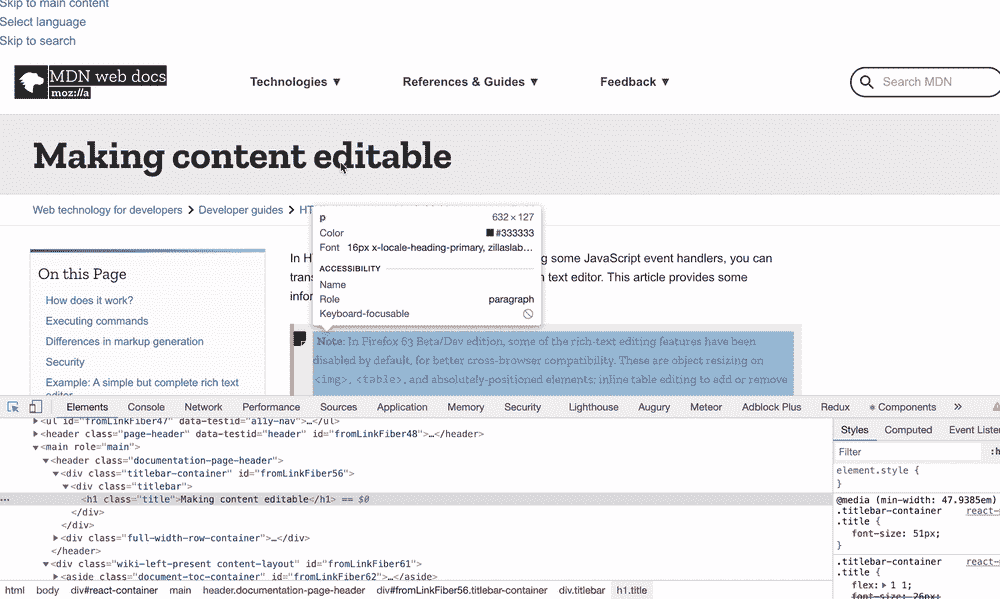 Skip to main content
Select language
Skip to search
MDN web docs
moz://a
Technologies ▼
References & Guides ▼
Feedback ▼
Search MDN
Making content editable
Web technology for developers
Developer guides
HT
p 632 × 127
Color #333333
Font 16px x-locale-heading-primary, zillaslab…
ACCESSIBILITY
Name
Role paragraph
Keyboard-focusable
On this Page
How does it work?
Executing commands
Differences in markup generation
Security
Example: A simple but complete rich text
editor
In H g some JavaScript event handlers, you can
trans n text editor. This article provides some
infor
Note: In Firefox 63 Beta/Dev edition, some of the rich-text editing features have been
disabled by default, for better cross-browser compatibility. These are object resizing on
<img>, <table>, and absolutely-positioned elements; inline table editing to add or remove
Elements Console Network Performance Sources Application Memory Security Lighthouse Augury Meteor Adblock Plus Redux Components »
<ul id="fromLinkFiber47" data-testid="a11y-nav">…</ul>
<header class="page-header" data-testid="header" id="fromLinkFiber48">…</header>
<main role="main">
<header class="documentation-page-header">
<div class="titlebar-container" id="fromLinkFiber56">
<div class="titlebar">
… <h1 class="title">Making content editable</h1> == $0
</div>
</div>
<div class="full-width-row-container">…</div>
</header>
<div class="wiki-left-present content-layout" id="fromLinkFiber61">
<aside class="document-toc-container" id="fromLinkFiber62">…</aside>
html body div#react-container main header.documentation-page-header div#fromLinkFiber56.titlebar-container div.titlebar h1.title
Styles Computed Event Listen
Filter :h
element.style {
}
@media (min-width: 47.9385em)
.titlebar-container react-
.title {
font-size: 51px;
}
.titlebar-container react-
.title {
flex: 1 1;
font-size: 26px;